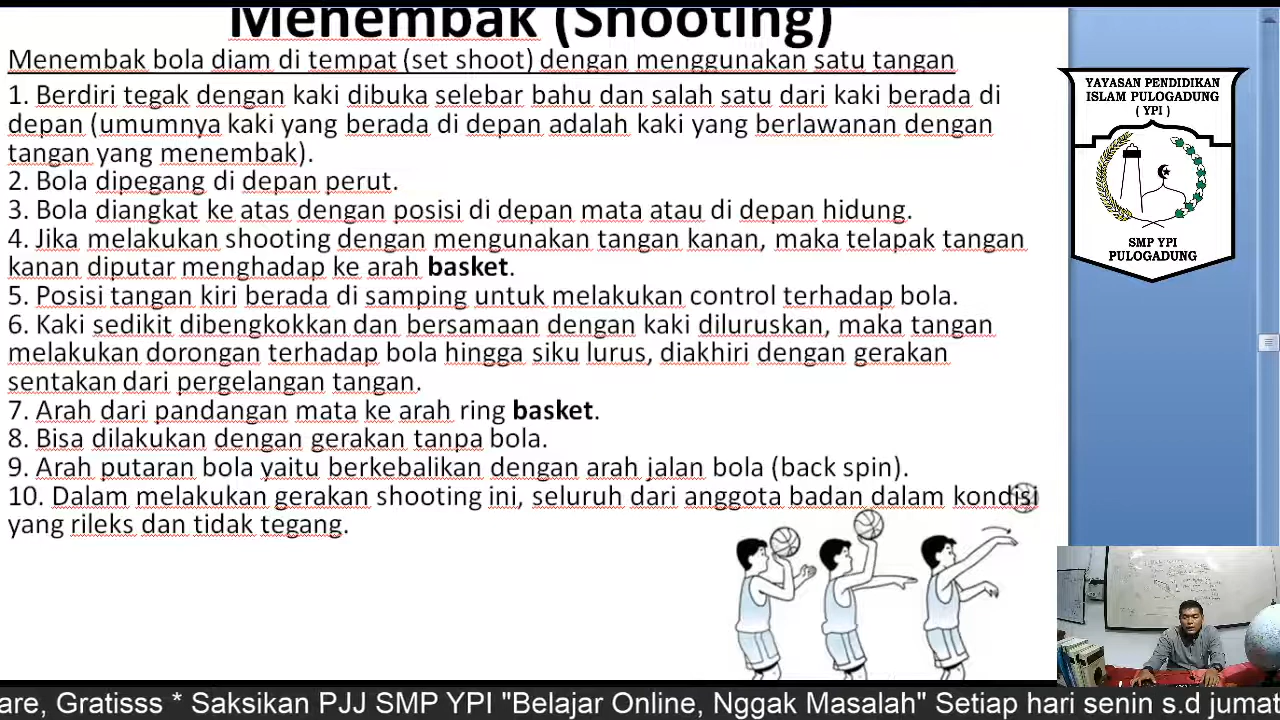 Menembak (Shooting)
Menembak bola diam di tempat (set shoot) dengan menggunakan satu tangan
1. Berdiri tegak dengan kaki dibuka selebar bahu dan salah satu dari kaki berada di
depan (umumnya kaki yang berada di depan adalah kaki yang berlawanan dengan
tangan yang menembak).
2. Bola dipegang di depan perut.
3. Bola diangkat ke atas dengan posisi di depan mata atau di depan hidung.
4. Jika melakukan shooting dengan mengunakan tangan kanan, maka telapak tangan
kanan diputar menghadap ke arah basket.
5. Posisi tangan kiri berada di samping untuk melakukan control terhadap bola.
6. Kaki sedikit dibengkokkan dan bersamaan dengan kaki diluruskan, maka tangan
melakukan dorongan terhadap bola hingga siku lurus, diakhiri dengan gerakan
sentakan dari pergelangan tangan.
7. Arah dari pandangan mata ke arah ring basket.
8. Bisa dilakukan dengan gerakan tanpa bola.
9. Arah putaran bola yaitu berkebalikan dengan arah jalan bola (back spin).
10. Dalam melakukan gerakan shooting ini, seluruh dari anggota badan dalam kondisi
yang rileks dan tidak tegang.
YAYASAN PENDIDIKAN
ISLAM PULOGADUNG
( YPI )
SMP YPI
PULOGADUNG
are, Gratisss * Saksikan PJJ SMP YPI "Belajar Online, Nggak Masalah" Setiap hari senin s.d jumat